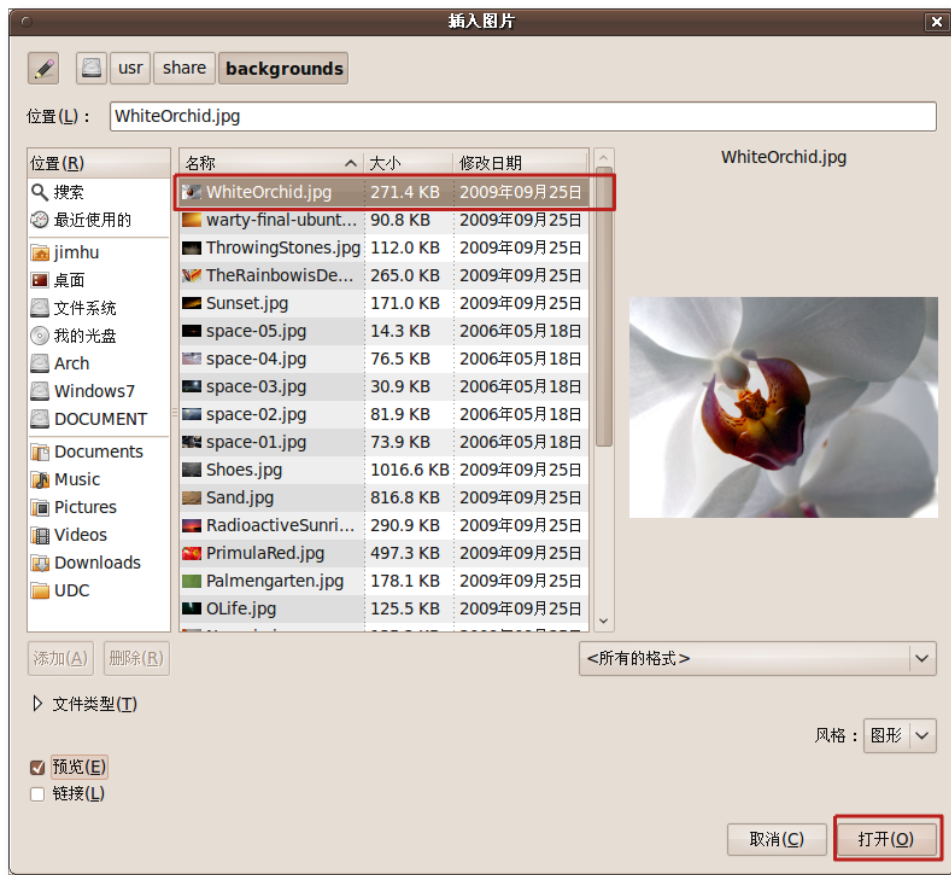 插入图片
usr share backgrounds
位置(L)： WhiteOrchid.jpg
位置(R)
搜索
最近使用的
jimhu
桌面
文件系统
我的光盘
Arch
Windows7
DOCUMENT
Documents
Music
Pictures
Videos
Downloads
UDC
名称 大小 修改日期
WhiteOrchid.jpg 271.4 KB 2009年09月25日
warty-final-ubunt... 90.8 KB 2009年09月25日
ThrowingStones.jpg 112.0 KB 2009年09月25日
TheRainbowisDe... 265.0 KB 2009年09月25日
Sunset.jpg 171.0 KB 2009年09月25日
space-05.jpg 14.3 KB 2006年05月18日
space-04.jpg 76.5 KB 2006年05月18日
space-03.jpg 30.9 KB 2006年05月18日
space-02.jpg 81.9 KB 2006年05月18日
space-01.jpg 73.9 KB 2006年05月18日
Shoes.jpg 1016.6 KB 2009年09月25日
Sand.jpg 816.8 KB 2009年09月25日
RadioactiveSunri... 290.9 KB 2009年09月25日
PrimulaRed.jpg 497.3 KB 2009年09月25日
Palmengarten.jpg 178.1 KB 2009年09月25日
OLife.jpg 125.5 KB 2009年09月25日
WhiteOrchid.jpg
添加(A) 删除(R)
<所有的格式>
文件类型(T)
风格： 图形
预览(E)
链接(L)
取消(C) 打开(O)